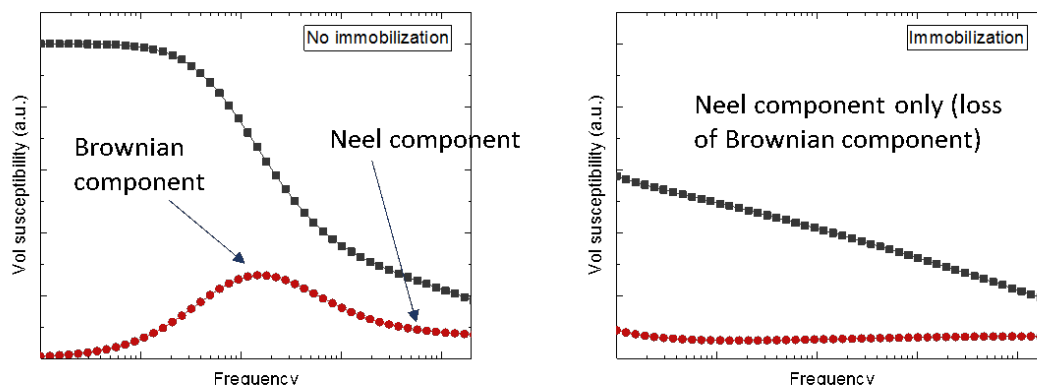 No immobilization
Vol susceptibility (a.u.)
Brownian
component
Neel component
Frequency
Immobilization
Vol susceptibility (a.u.)
Neel component only (loss
of Brownian component)
Frequency